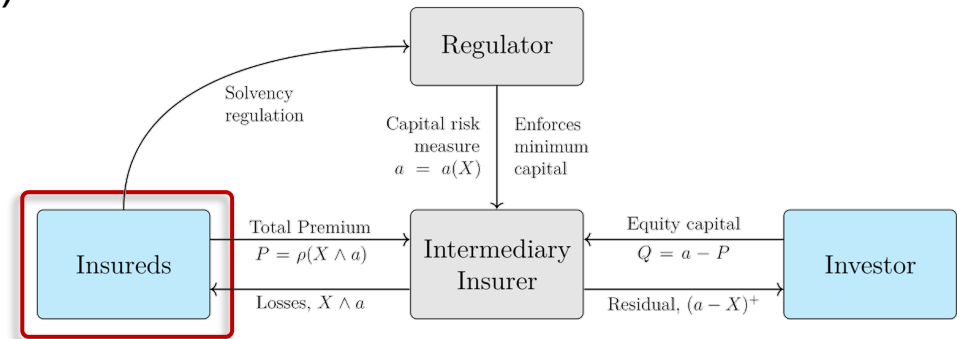 )
Regulator
Solvency
regulation
Capital risk
measure
a = a(X)
Enforces
minimum
capital
Insureds
Total Premium
P = ρ(X ∧ a)
Losses, X ∧ a
Intermediary
Insurer
Equity capital
Q = a − P
Residual, (a − X)⁺
Investor